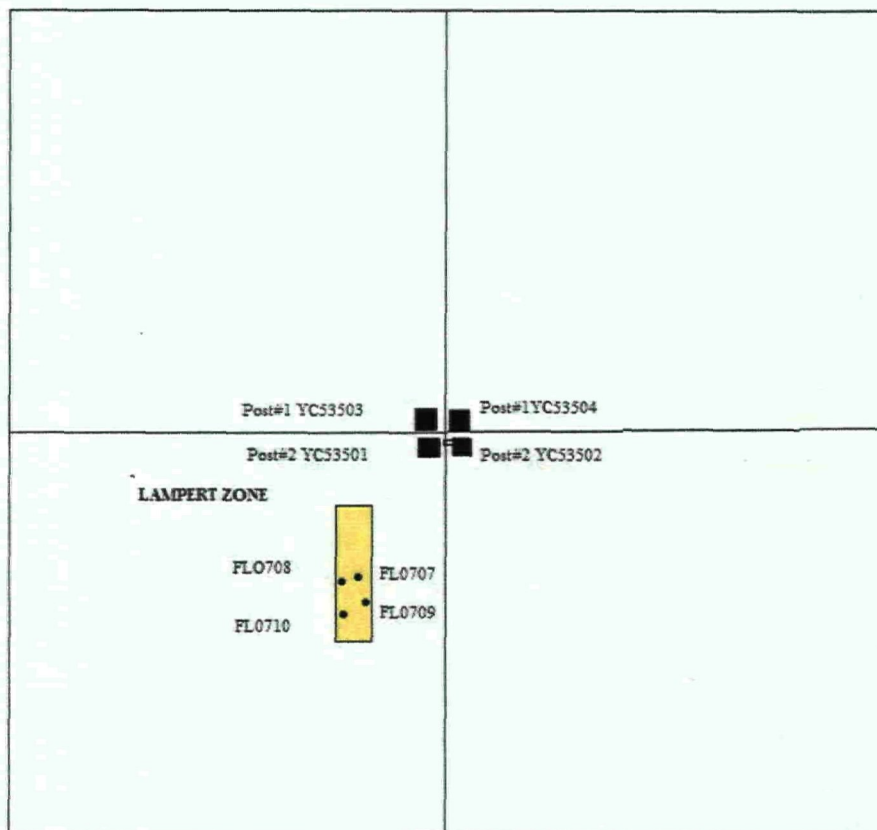 Post#1 YC53503
Post#1YC53504
Post#2 YC53501
Post#2 YC53502
LAMPERT ZONE
FLO708
FL0707
FL0710
FL0709